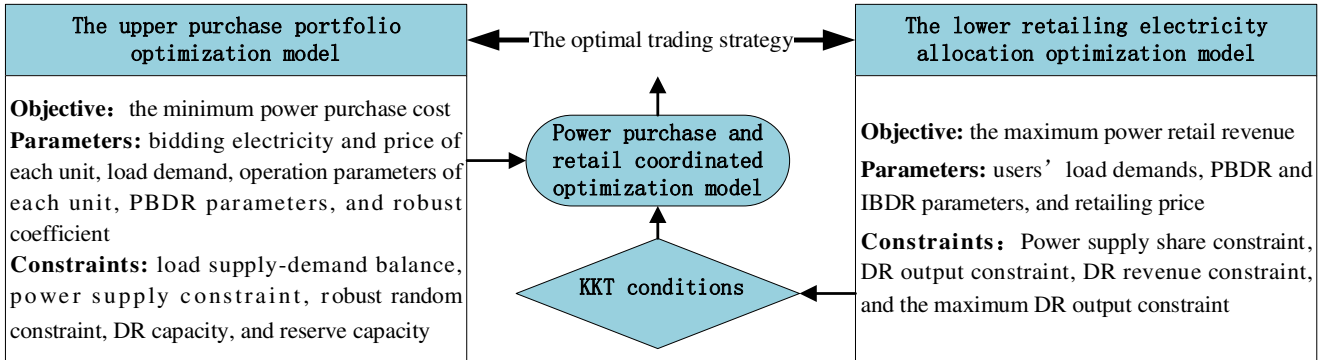 The upper purchase portfolio
optimization model
Objective: the minimum power purchase cost
Parameters: bidding electricity and price of
each unit, load demand, operation parameters of
each unit, PBDR parameters, and robust
coefficient
Constraints: load supply-demand balance,
power supply constraint, robust random
constraint, DR capacity, and reserve capacity
The optimal trading strategy
Power purchase and
retail coordinated
optimization model
KKT conditions
The lower retailing electricity
allocation optimization model
Objective: the maximum power retail revenue
Parameters: users’ load demands, PBDR and
IBDR parameters, and retailing price
Constraints: Power supply share constraint,
DR output constraint, DR revenue constraint,
and the maximum DR output constraint